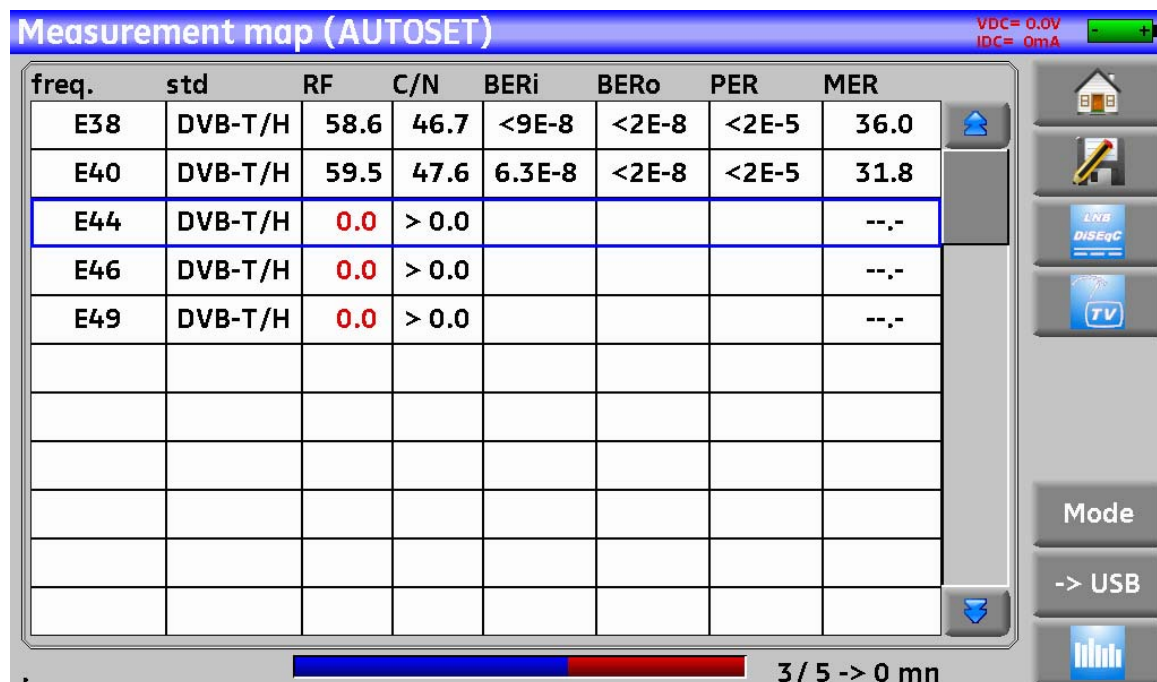 Measurement map (AUTOSET)
VDC= 0.0V
IDC= 0mA
- +
freq. std RF C/N BERi BERo PER MER
E38 DVB-T/H 58.6 46.7 <9E-8 <2E-8 <2E-5 36.0
E40 DVB-T/H 59.5 47.6 6.3E-8 <2E-8 <2E-5 31.8
E44 DVB-T/H 0.0 > 0.0 --.-
E46 DVB-T/H 0.0 > 0.0 --.-
E49 DVB-T/H 0.0 > 0.0 --.-
LNB
DiSEqC
TV
Mode
-> USB
3/ 5 -> 0 mn